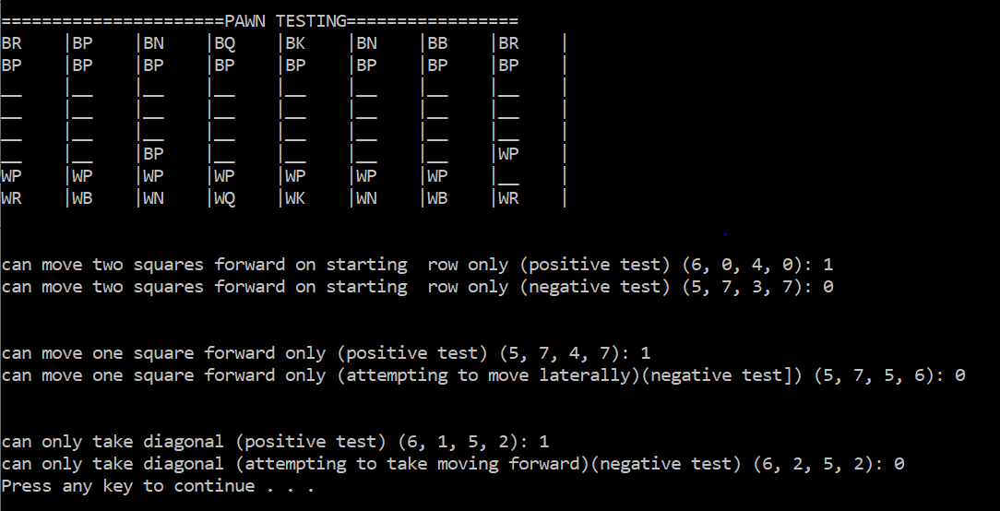 ======================PAWN TESTING=================
BR    |BP    |BN    |BQ    |BK    |BN    |BB    |BR    |
BP    |BP    |BP    |BP    |BP    |BP    |BP    |BP    |
__    |__    |__    |__    |__    |__    |__    |__    |
__    |__    |__    |__    |__    |__    |__    |__    |
__    |__    |__    |__    |__    |__    |__    |__    |
__    |__    |BP    |__    |__    |__    |__    |WP    |
WP    |WP    |WP    |WP    |WP    |WP    |WP    |__    |
WR    |WB    |WN    |WQ    |WK    |WN    |WB    |WR    |
can move two squares forward on starting  row only (positive test) (6, 0, 4, 0): 1
can move two squares forward on starting  row only (negative test) (5, 7, 3, 7): 0
can move one square forward only (positive test) (5, 7, 4, 7): 1
can move one square forward only (attempting to move laterally)(negative test]) (5, 7, 5, 6): 0
can only take diagonal (positive test) (6, 1, 5, 2): 1
can only take diagonal (attempting to take moving forward)(negative test) (6, 2, 5, 2): 0
Press any key to continue . . .